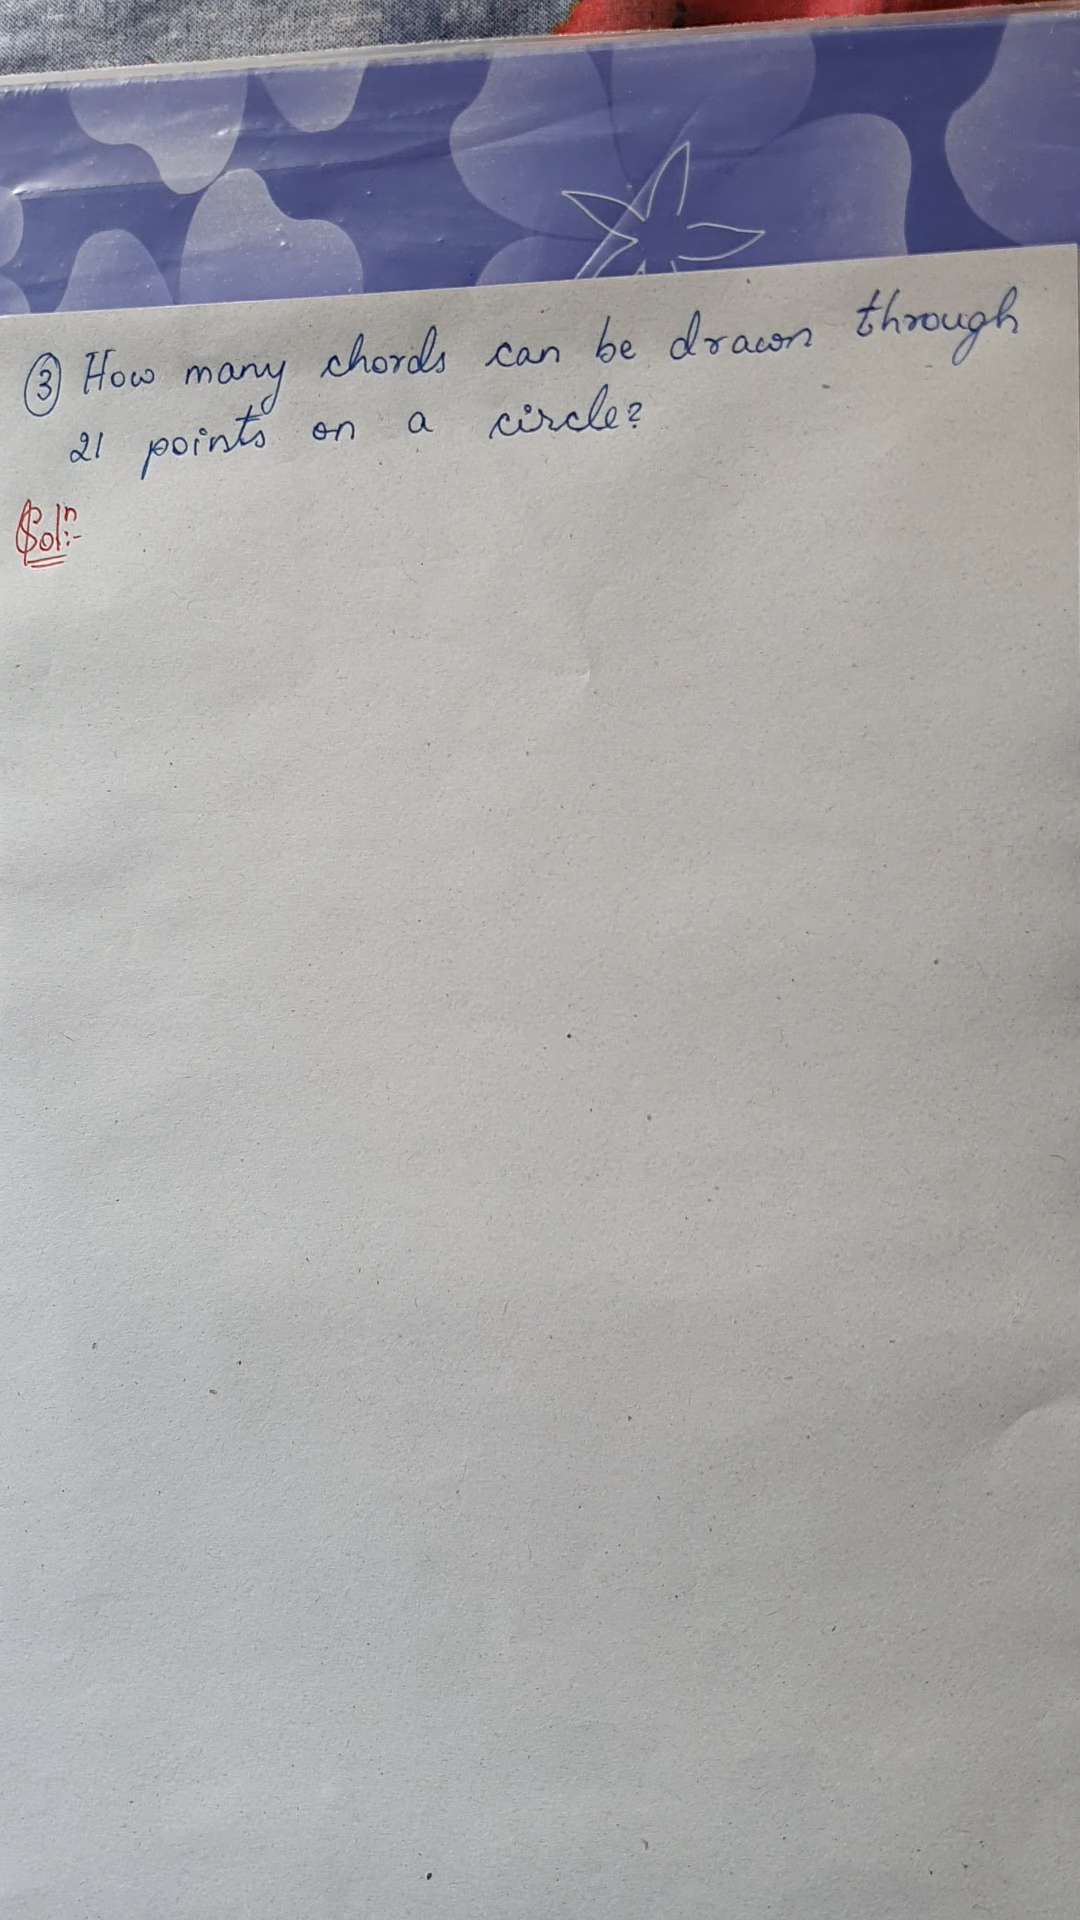 ③ How many chords can be drawn through
21 points on a circle?
Solⁿ:-